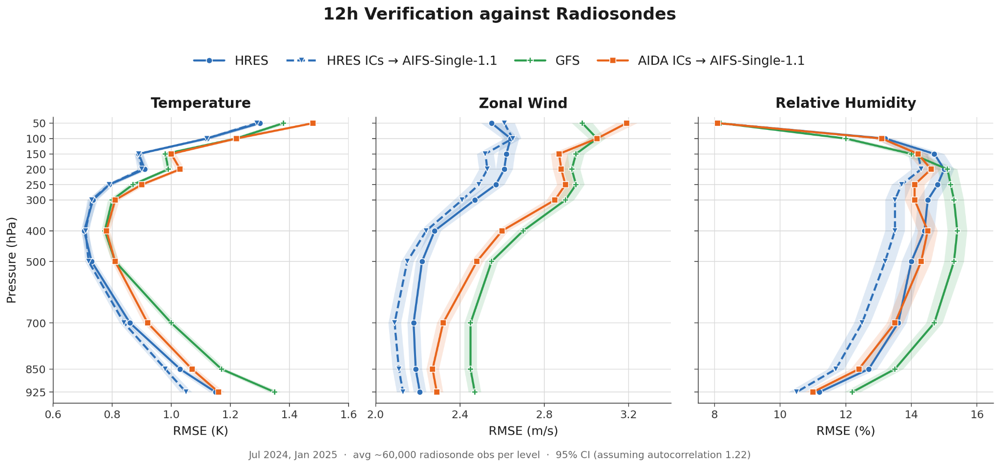 12h Verification against Radiosondes
HRES
HRES ICs → AIFS-Single-1.1
GFS
AIDA ICs → AIFS-Single-1.1
Temperature
Zonal Wind
Relative Humidity
Pressure (hPa)
50
100
150
200
250
300
400
500
700
850
925
0.6 0.8 1.0 1.2 1.4 1.6
2.0 2.4 2.8 3.2
8 10 12 14 16
RMSE (K)
RMSE (m/s)
RMSE (%)
Jul 2024, Jan 2025 · avg ~60,000 radiosonde obs per level · 95% CI (assuming autocorrelation 1.22)